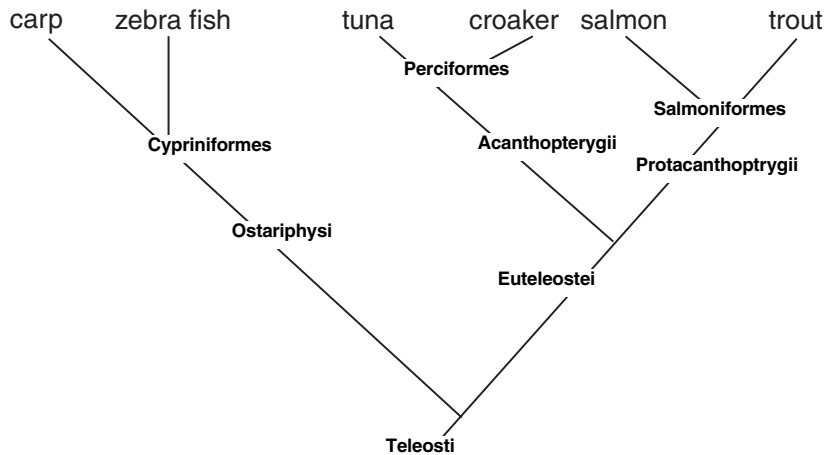 carp zebra fish tuna croaker salmon trout
Perciformes
Salmoniformes
Cypriniformes
Acanthopterygii
Protacanthoptrygii
Ostariphysi
Euteleostei
Teleosti